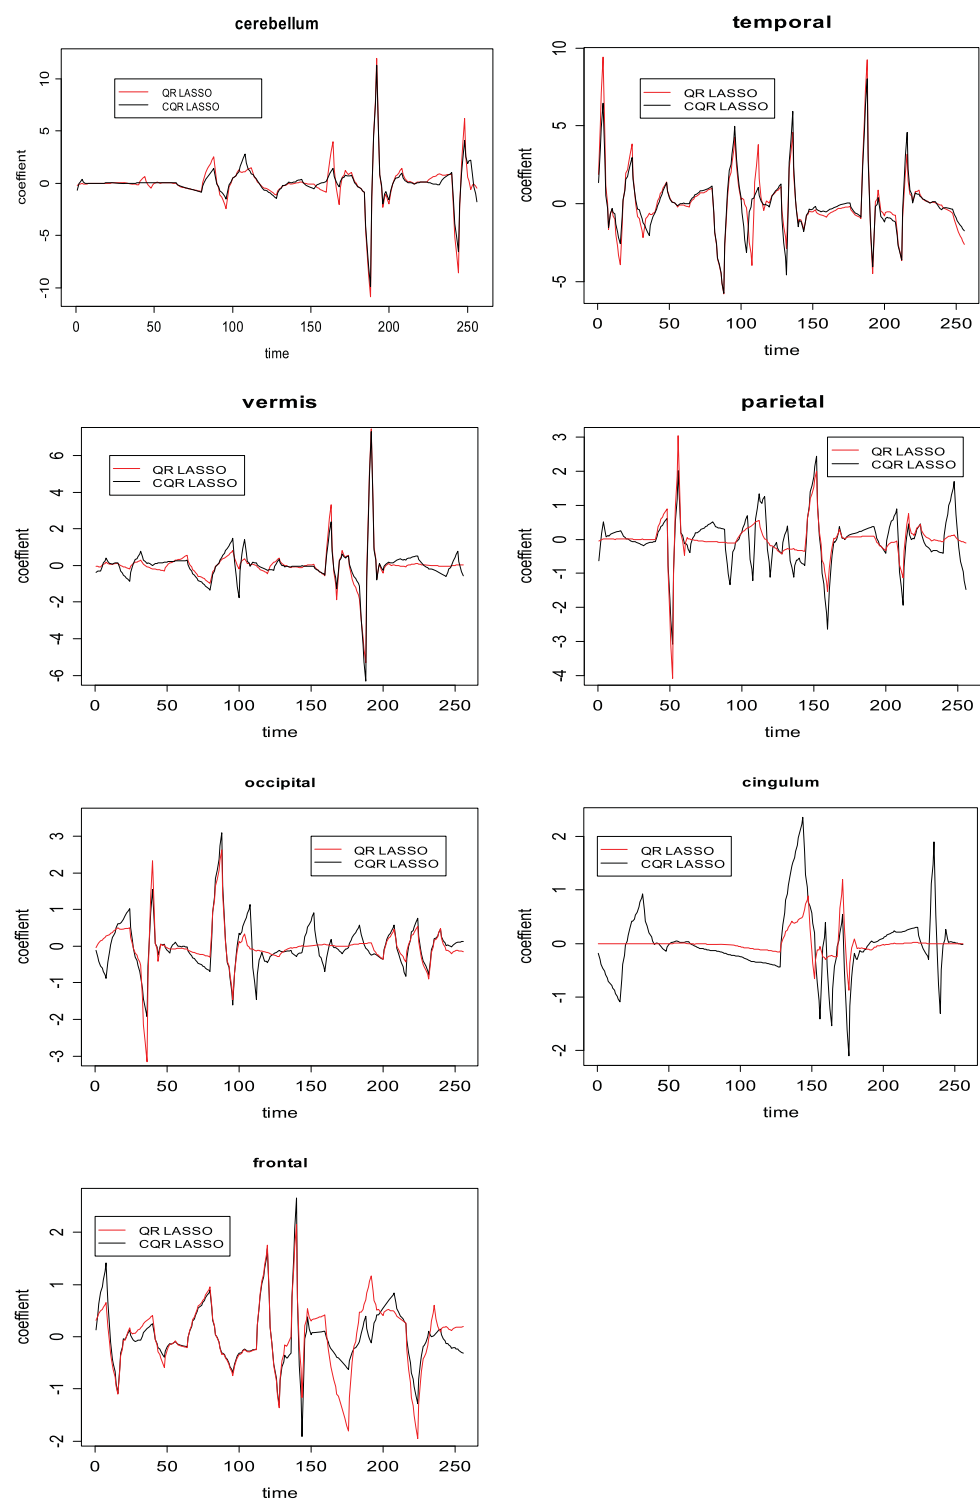 cerebellum
coeffient
10
5
0
-5
-10
QR LASSO
CQR LASSO
0 50 100 150 200 250
time
temporal
coeffient
10
5
0
-5
QR LASSO
CQR LASSO
0 50 100 150 200 250
time
vermis
coeffient
6
4
2
0
-2
-4
-6
QR LASSO
CQR LASSO
0 50 100 150 200 250
time
parietal
coeffient
3
2
1
0
-1
-2
-3
-4
QR LASSO
CQR LASSO
0 50 100 150 200 250
time
occipital
coeffient
3
2
1
0
-1
-2
-3
QR LASSO
CQR LASSO
0 50 100 150 200 250
time
cingulum
coeffient
2
1
0
-1
-2
QR LASSO
CQR LASSO
0 50 100 150 200 250
time
frontal
coeffient
2
1
0
-1
-2
QR LASSO
CQR LASSO
0 50 100 150 200 250
time